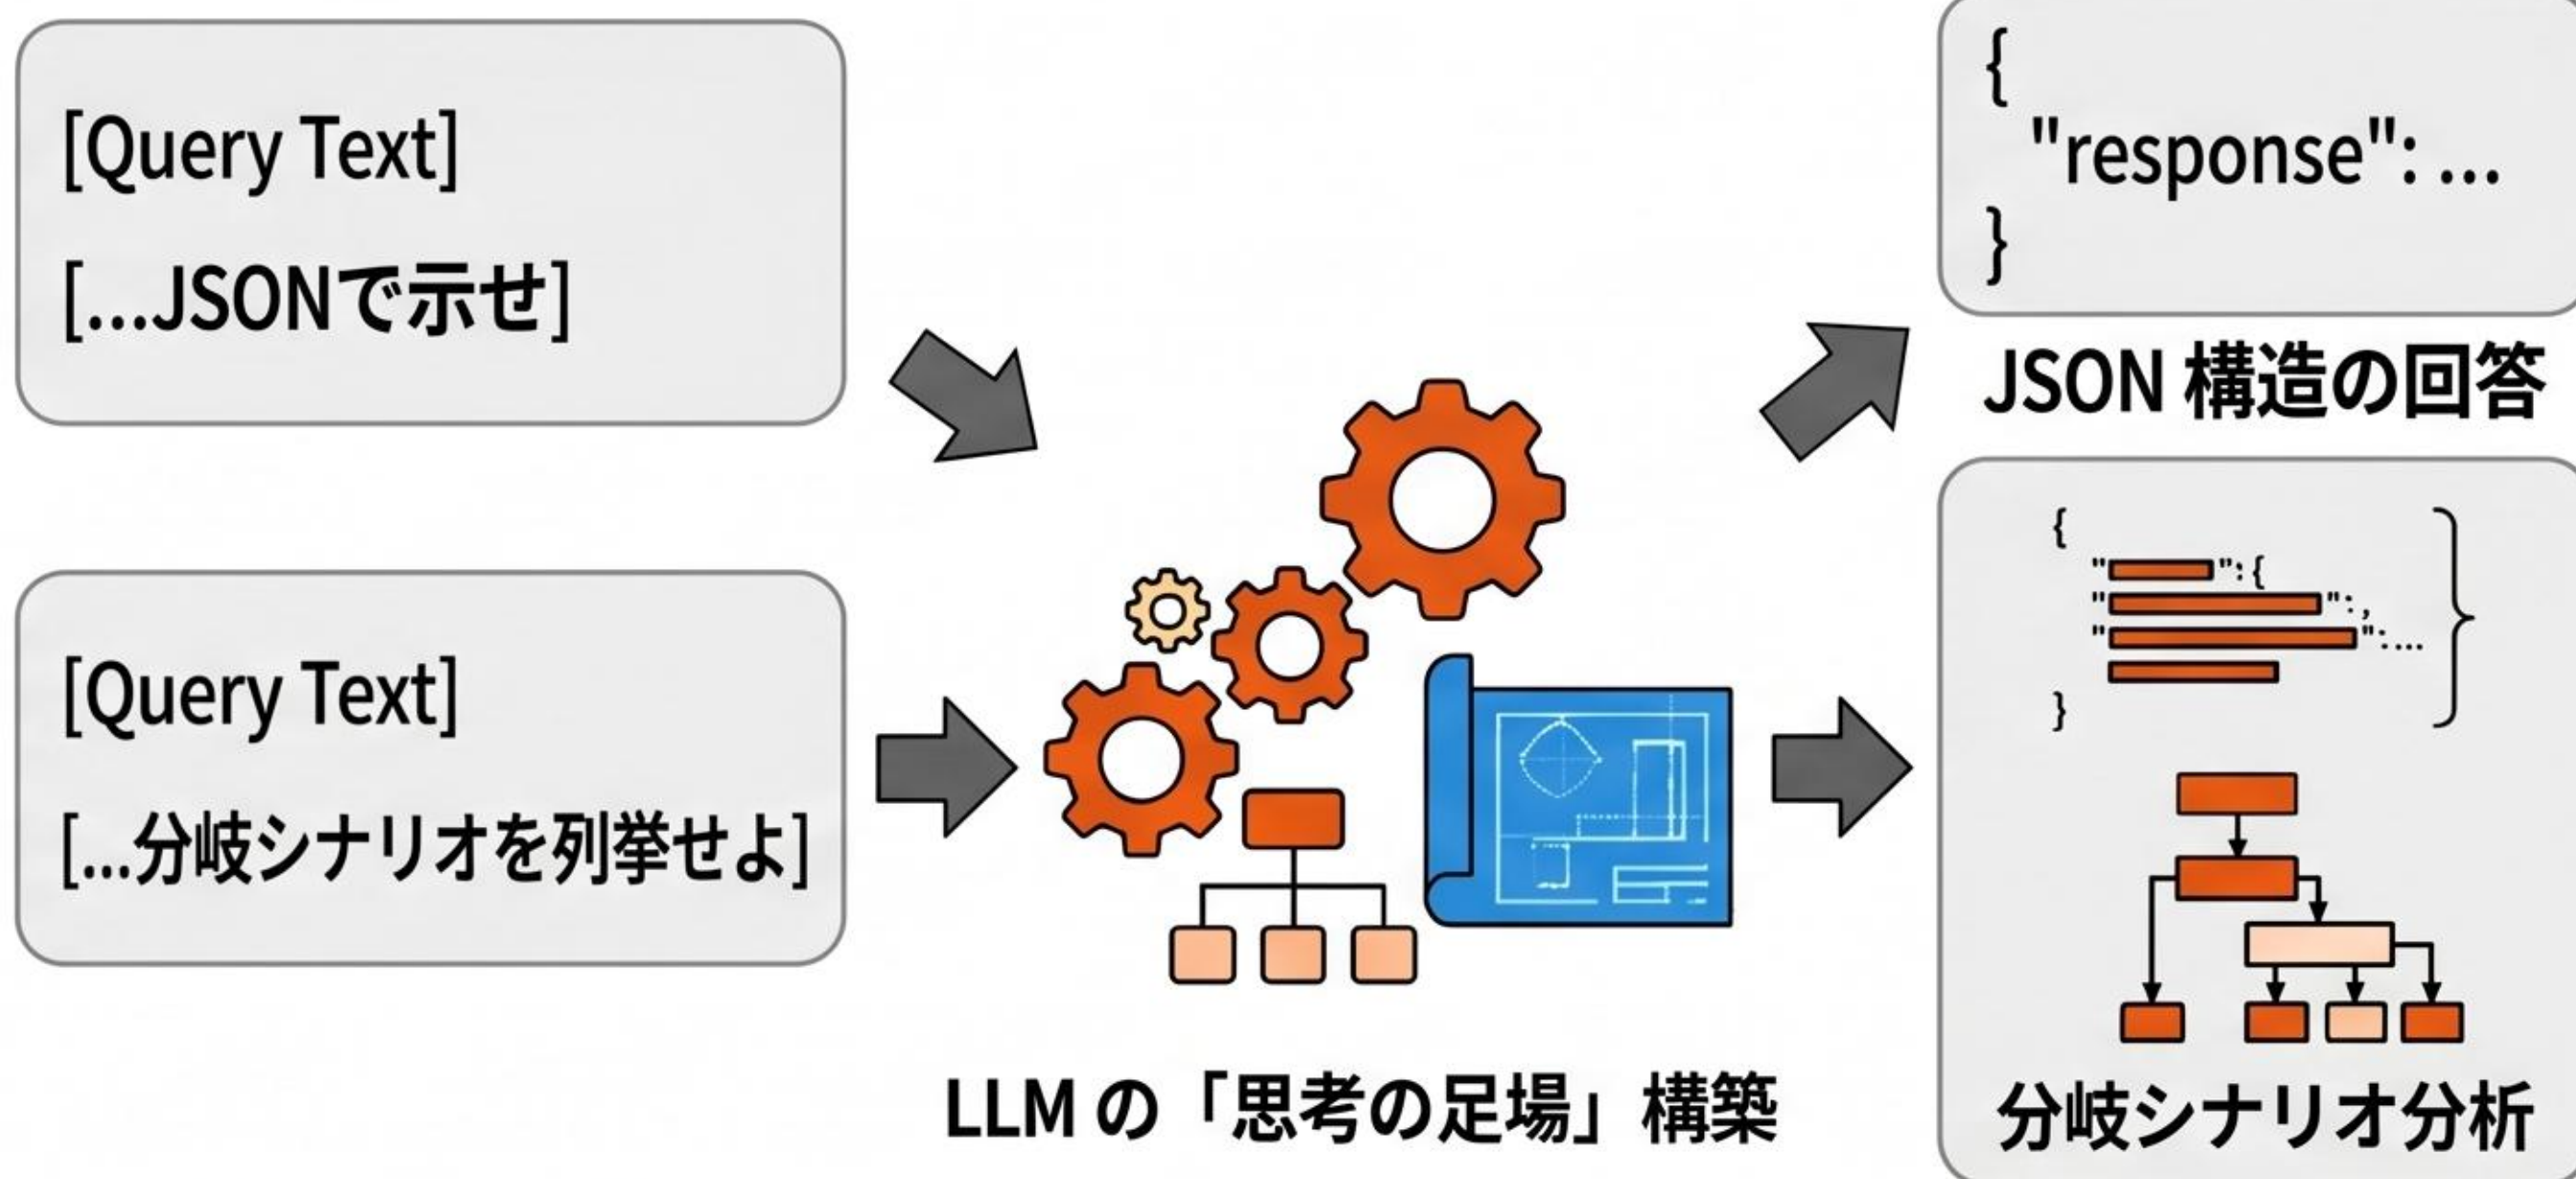 [Query Text]
[...JSONで示せ]
[Query Text]
[...分岐シナリオを列挙せよ]
LLM の「思考の足場」構築
{
"response": ...
}
JSON 構造の回答
{
" ": {
" ": ,
" ": ...
}
}
分岐シナリオ分析